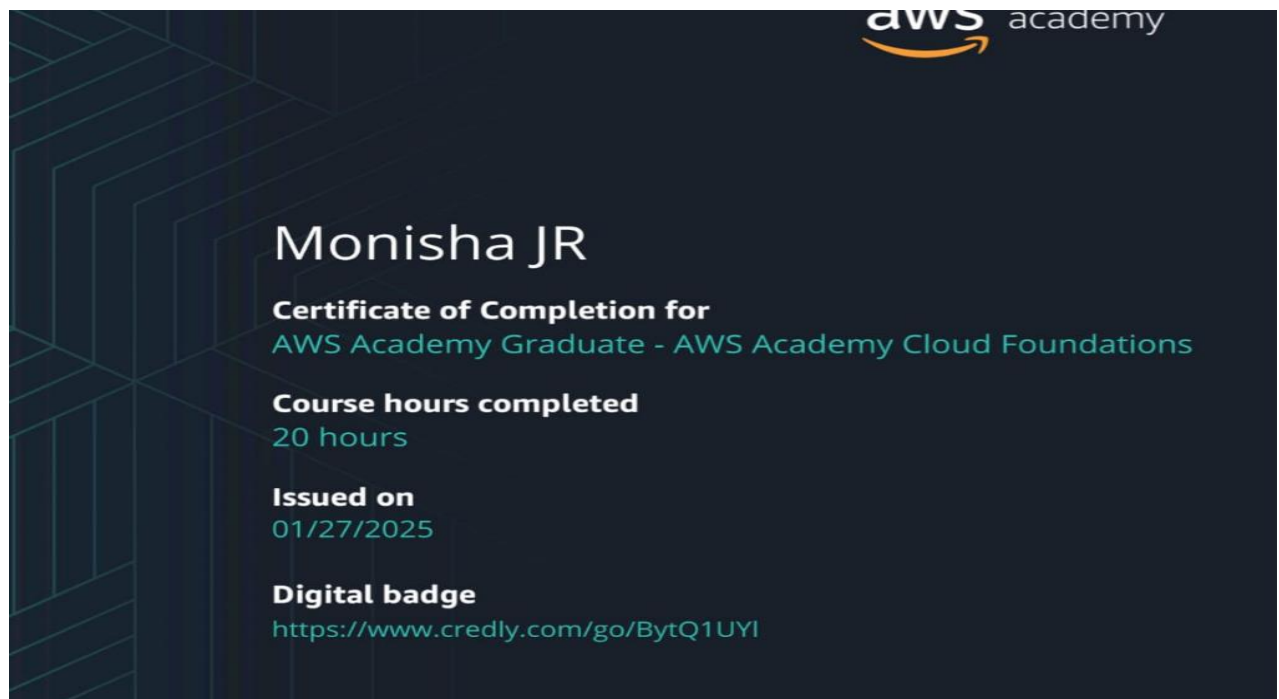 aws academy
Monisha JR
Certificate of Completion for
AWS Academy Graduate - AWS Academy Cloud Foundations
Course hours completed
20 hours
Issued on
01/27/2025
Digital badge
https://www.credly.com/go/BytQ1UYl